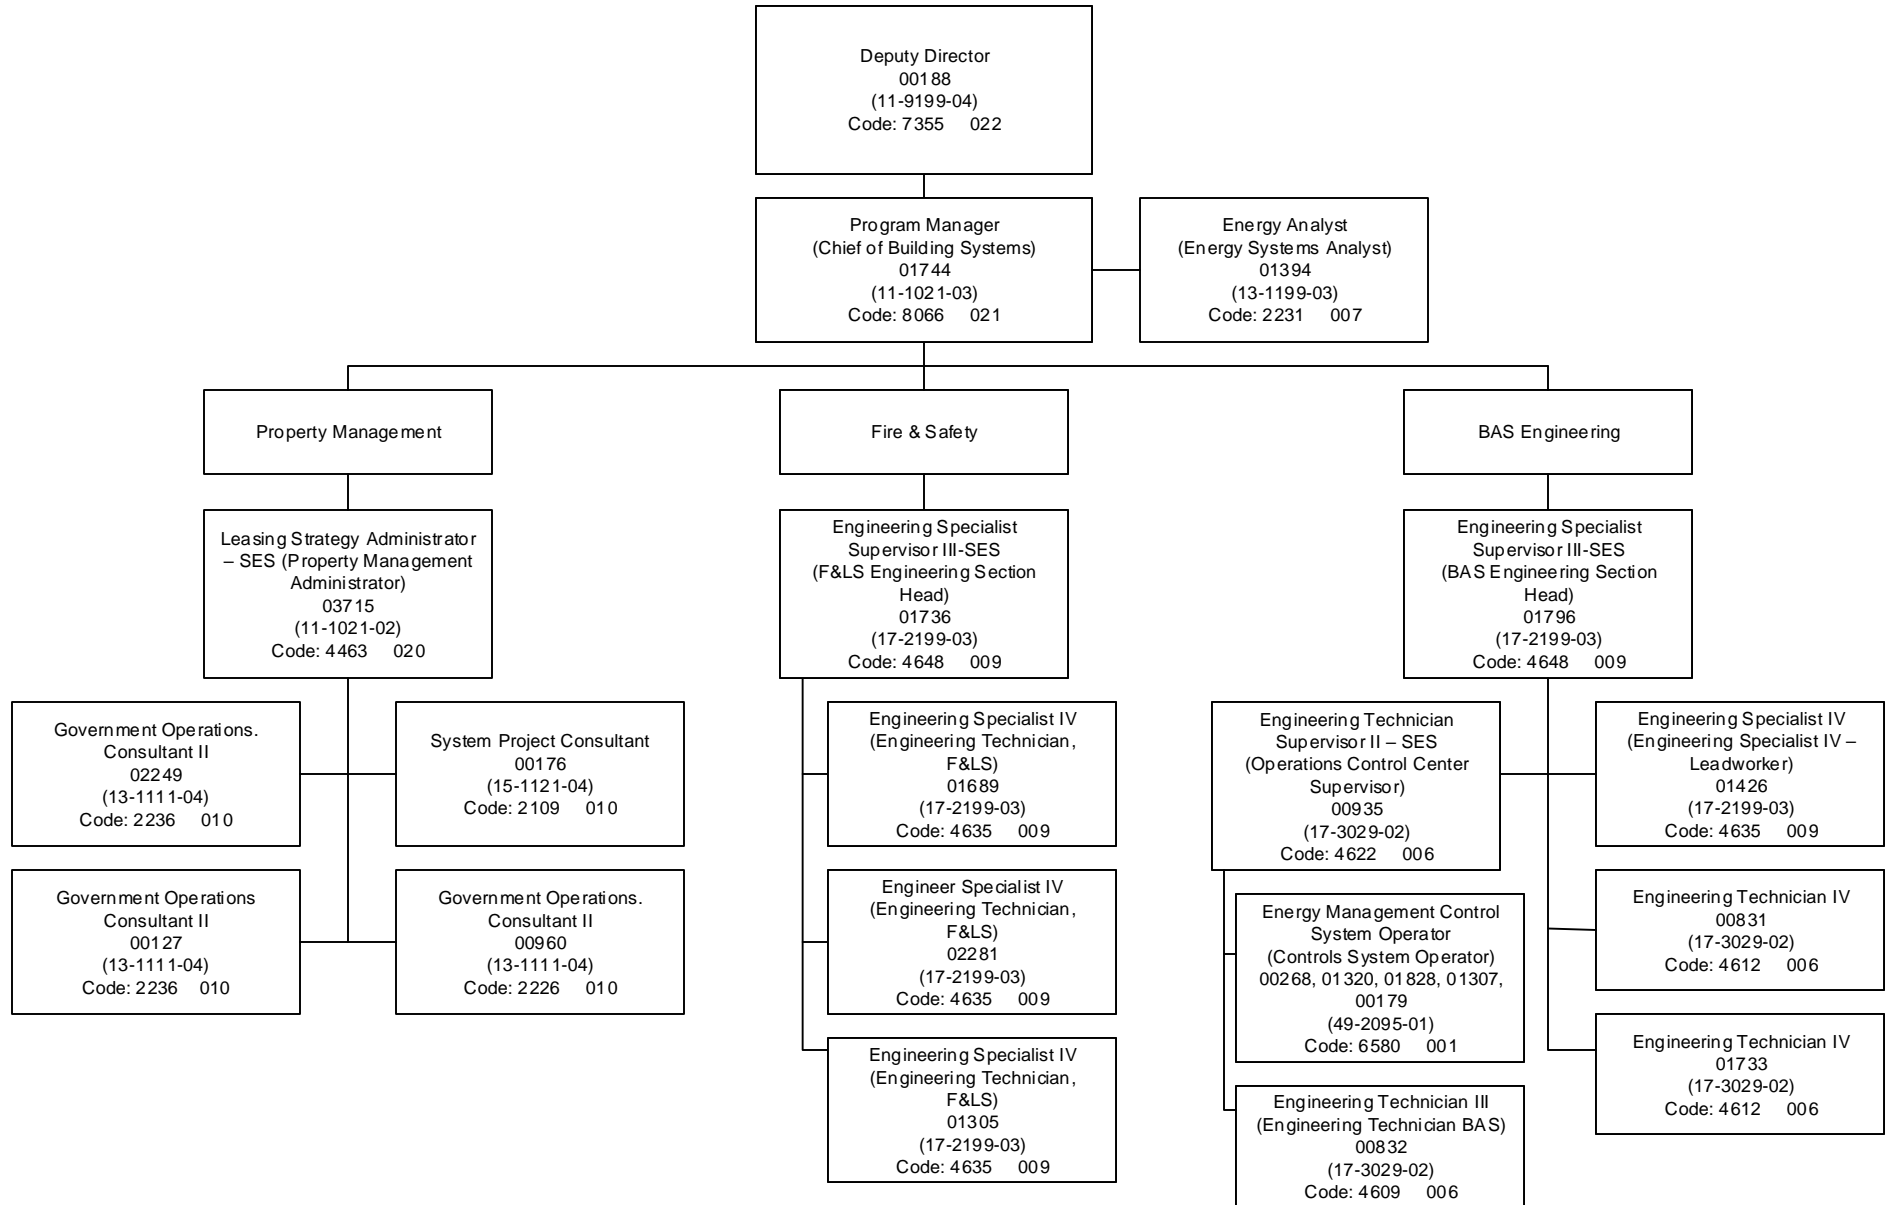 Deputy Director
00188
(11-9199-04)
Code: 7355 022
Program Manager
(Chief of Building Systems)
01744
(11-1021-03)
Code: 8066 021
Energy Analyst
(Energy Systems Analyst)
01394
(13-1199-03)
Code: 2231 007
Property Management
Fire & Safety
BAS Engineering
Leasing Strategy Administrator
– SES (Property Management
Administrator)
03715
(11-1021-02)
Code: 4463 020
Engineering Specialist
Supervisor III-SES
(F&LS Engineering Section
Head)
01736
(17-2199-03)
Code: 4648 009
Engineering Specialist
Supervisor III-SES
(BAS Engineering Section
Head)
01796
(17-2199-03)
Code: 4648 009
Government Operations.
Consultant II
02249
(13-1111-04)
Code: 2236 010
System Project Consultant
00176
(15-1121-04)
Code: 2109 010
Engineering Specialist IV
(Engineering Technician,
F&LS)
01689
(17-2199-03)
Code: 4635 009
Engineering Technician
Supervisor II – SES
(Operations Control Center
Supervisor)
00935
(17-3029-02)
Code: 4622 006
Engineering Specialist IV
(Engineering Specialist IV –
Leadworker)
01426
(17-2199-03)
Code: 4635 009
Government Operations
Consultant II
00127
(13-1111-04)
Code: 2236 010
Government Operations.
Consultant II
00960
(13-1111-04)
Code: 2226 010
Engineer Specialist IV
(Engineering Technician,
F&LS)
02281
(17-2199-03)
Code: 4635 009
Energy Management Control
System Operator
(Controls System Operator)
00268, 01320, 01828, 01307,
00179
(49-2095-01)
Code: 6580 001
Engineering Technician IV
00831
(17-3029-02)
Code: 4612 006
Engineering Specialist IV
(Engineering Technician,
F&LS)
01305
(17-2199-03)
Code: 4635 009
Engineering Technician III
(Engineering Technician BAS)
00832
(17-3029-02)
Code: 4609 006
Engineering Technician IV
01733
(17-3029-02)
Code: 4612 006